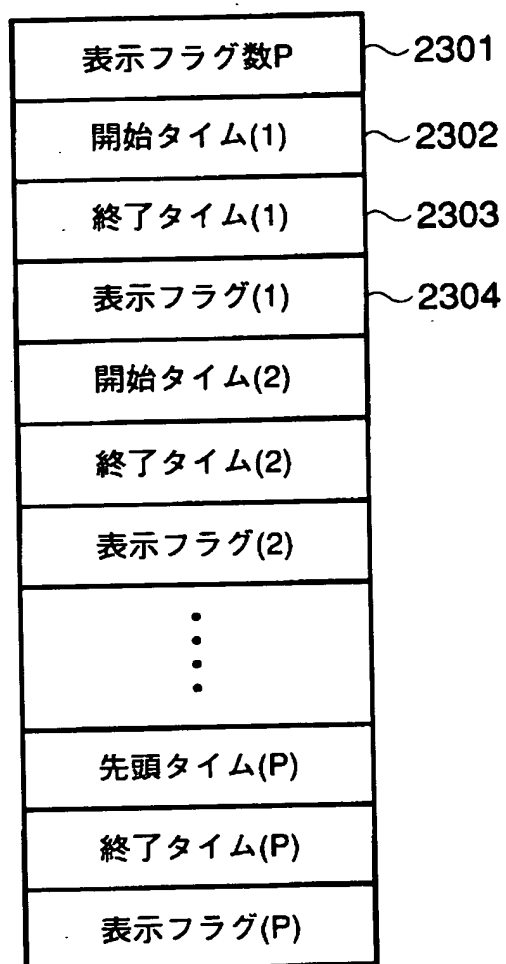 表示フラグ数P 2301
開始タイム(1) 2302
終了タイム(1) 2303
表示フラグ(1) 2304
開始タイム(2)
終了タイム(2)
表示フラグ(2)
先頭タイム(P)
終了タイム(P)
表示フラグ(P)